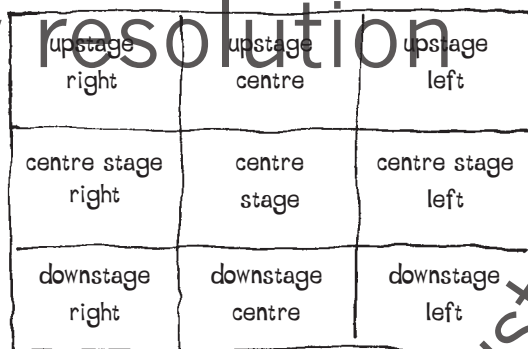 resolution
upstage upstage upstage
right centre left
centre stage centre centre stage
right stage left
downstage downstage downstage
right centre left